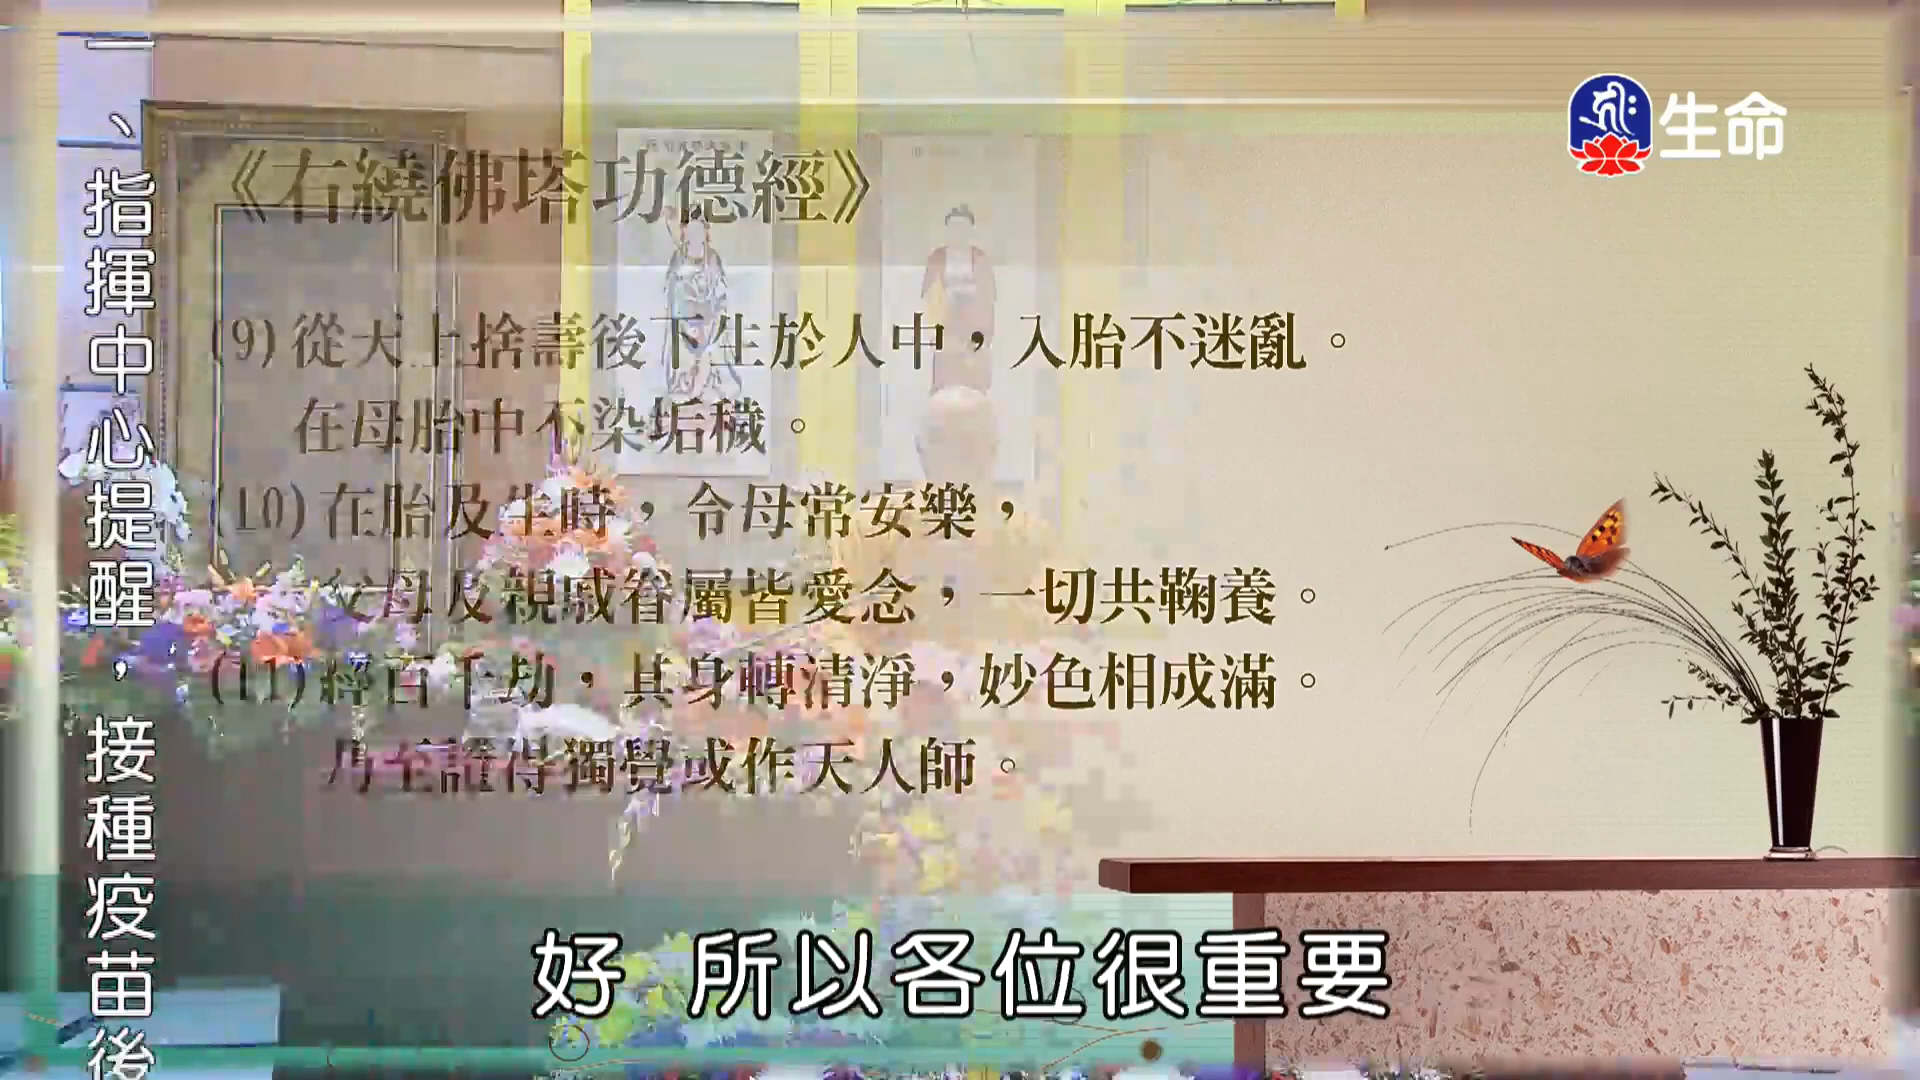 生命
一、指揮中心提醒，接種疫苗後
《右繞佛塔功德經》
(9) 從天上捨壽後下生於人中，入胎不迷亂。
在母胎中不染垢穢。
(10) 在胎及生時，令母常安樂，
父母及親戚眷屬皆愛念，一切共鞠養。
(11) 經百千劫，其身轉清淨，妙色相成滿。
乃至證得獨覺或作天人師。
好 所以各位很重要